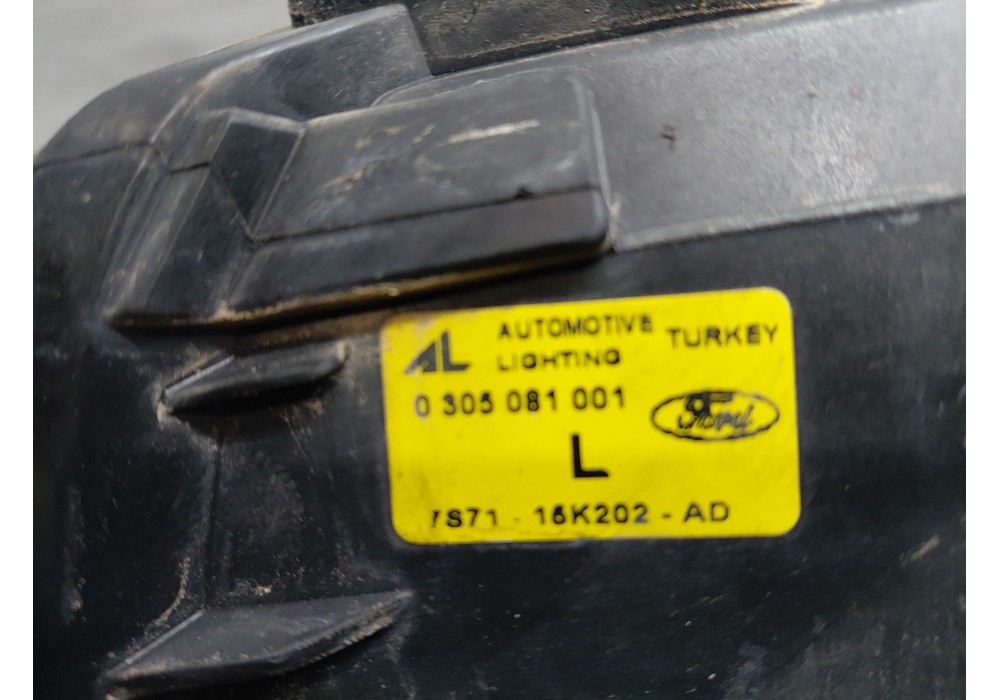 AL AUTOMOTIVE LIGHTING TURKEY
0 305 081 001
Ford
L
7S71 - 15K202 - AD